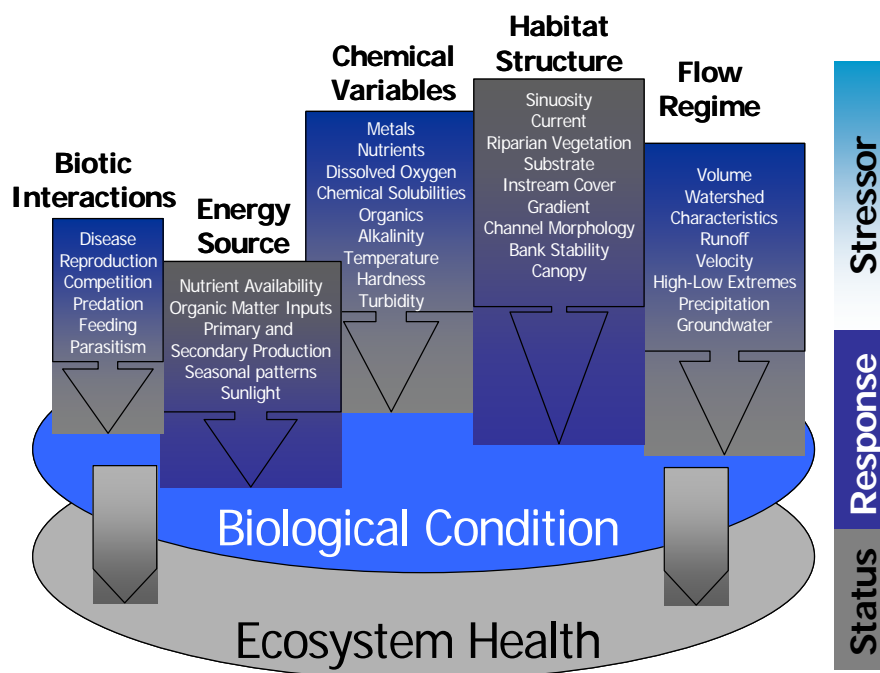 Biotic
Interactions
Disease
Reproduction
Competition
Predation
Feeding
Parasitism
Energy
Source
Nutrient Availability
Organic Matter Inputs
Primary and
Secondary Production
Seasonal patterns
Sunlight
Chemical
Variables
Metals
Nutrients
Dissolved Oxygen
Chemical Solubilities
Organics
Alkalinity
Temperature
Hardness
Turbidity
Habitat
Structure
Sinuosity
Current
Riparian Vegetation
Substrate
Instream Cover
Gradient
Channel Morphology
Bank Stability
Canopy
Flow
Regime
Volume
Watershed
Characteristics
Runoff
Velocity
High-Low Extremes
Precipitation
Groundwater
Biological Condition
Ecosystem Health
Stressor
Response
Status